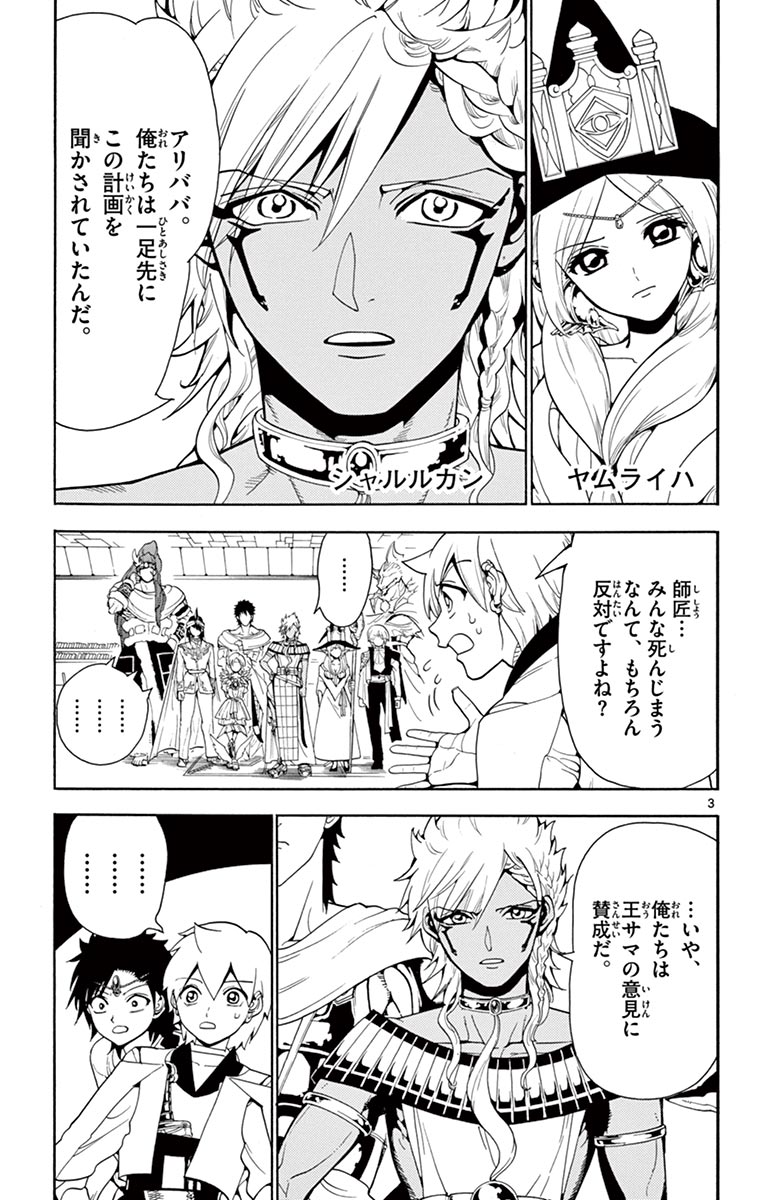 ヤムライハ
アリババ。
俺たちは一足先に
この計画を
聞かされていたんだ。
シャルルカン
師匠…
みんな死んじまう
なんて、もちろん
反対ですよね？
……
………
………
3
…いや、
俺たちは
王サマの意見に
賛成だ。
………
………